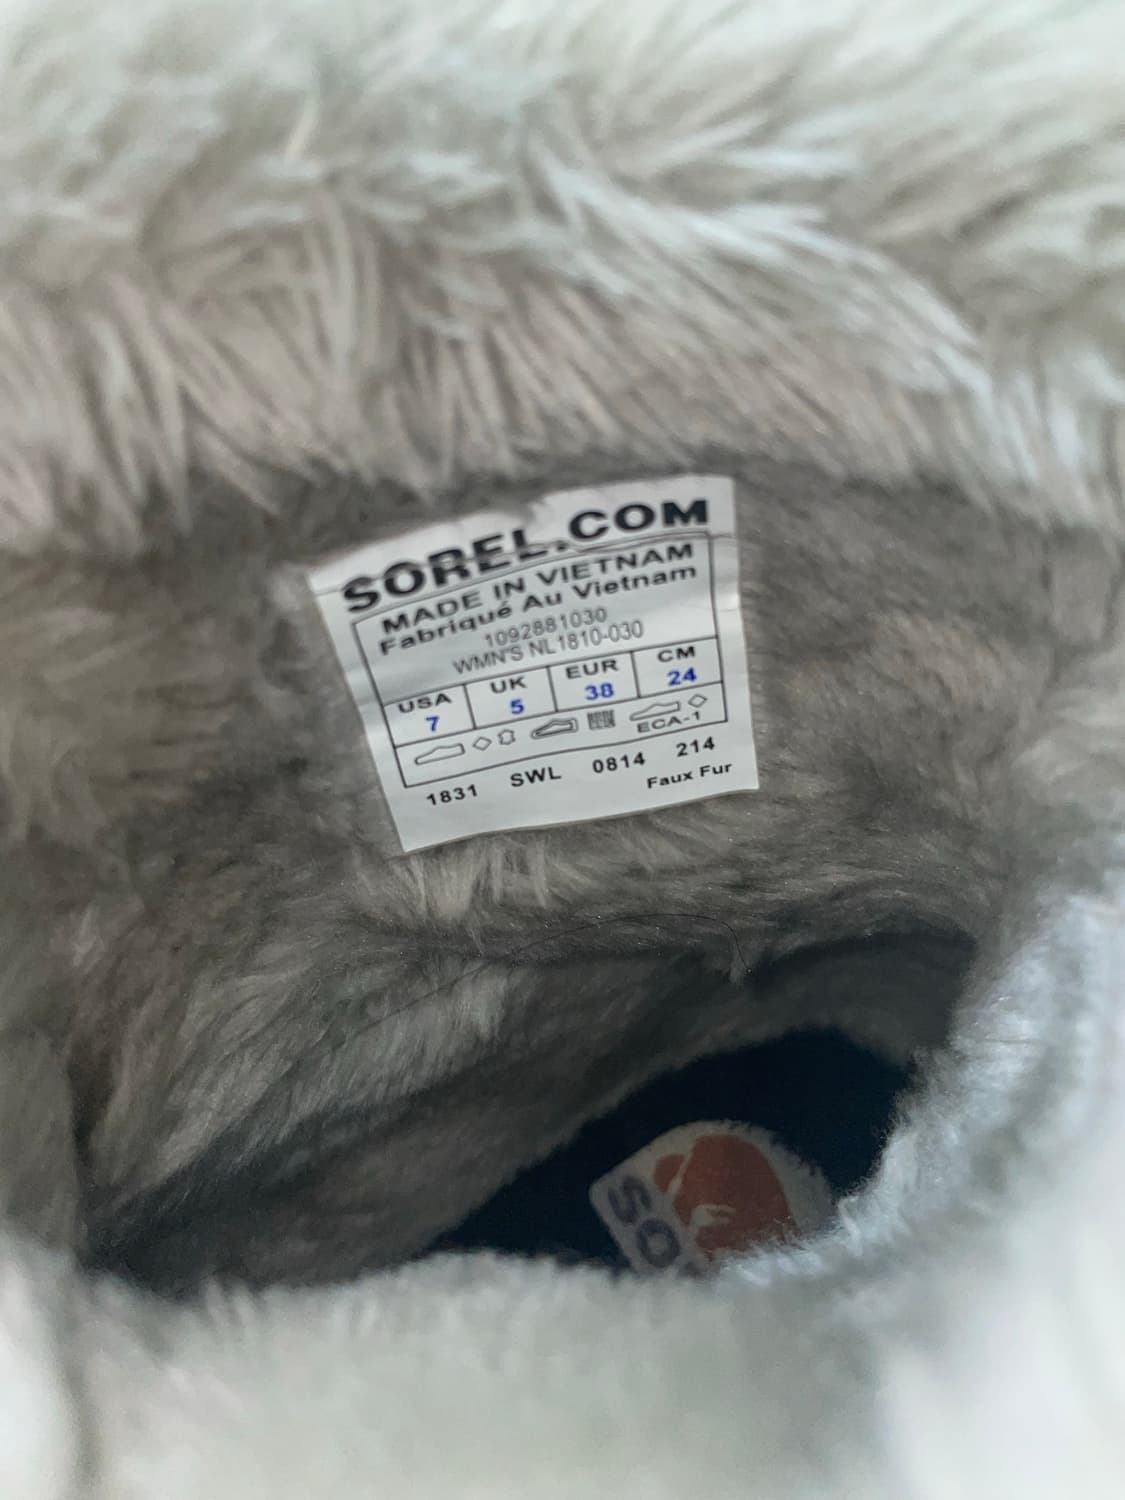 SOREL.COM
MADE IN VIETNAM
Fabriqué Au Vietnam
1092881030
WMN'S NL1810-030
USA UK EUR CM
7 5 38 24
ECA-1
1831 SWL 0814 214
Faux Fur
SO